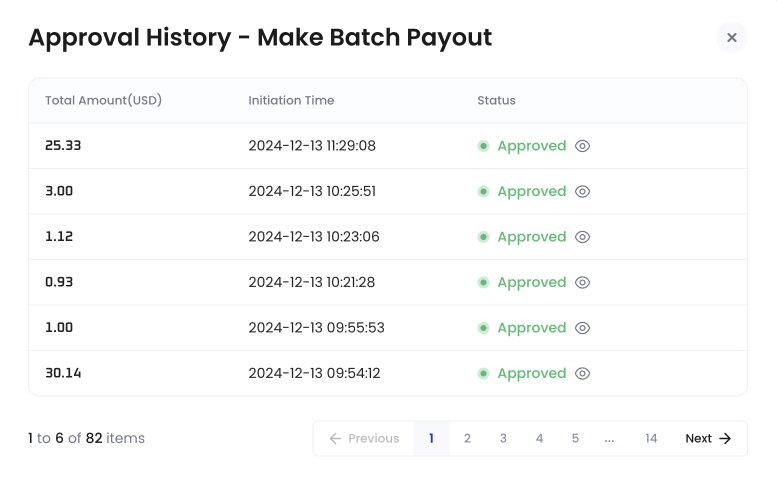 Approval History - Make Batch Payout
Total Amount(USD) Initiation Time Status
25.33 2024-12-13 11:29:08 Approved
3.00 2024-12-13 10:25:51 Approved
1.12 2024-12-13 10:23:06 Approved
0.93 2024-12-13 10:21:28 Approved
1.00 2024-12-13 09:55:53 Approved
30.14 2024-12-13 09:54:12 Approved
1 to 6 of 82 items Previous 1 2 3 4 5 ... 14 Next